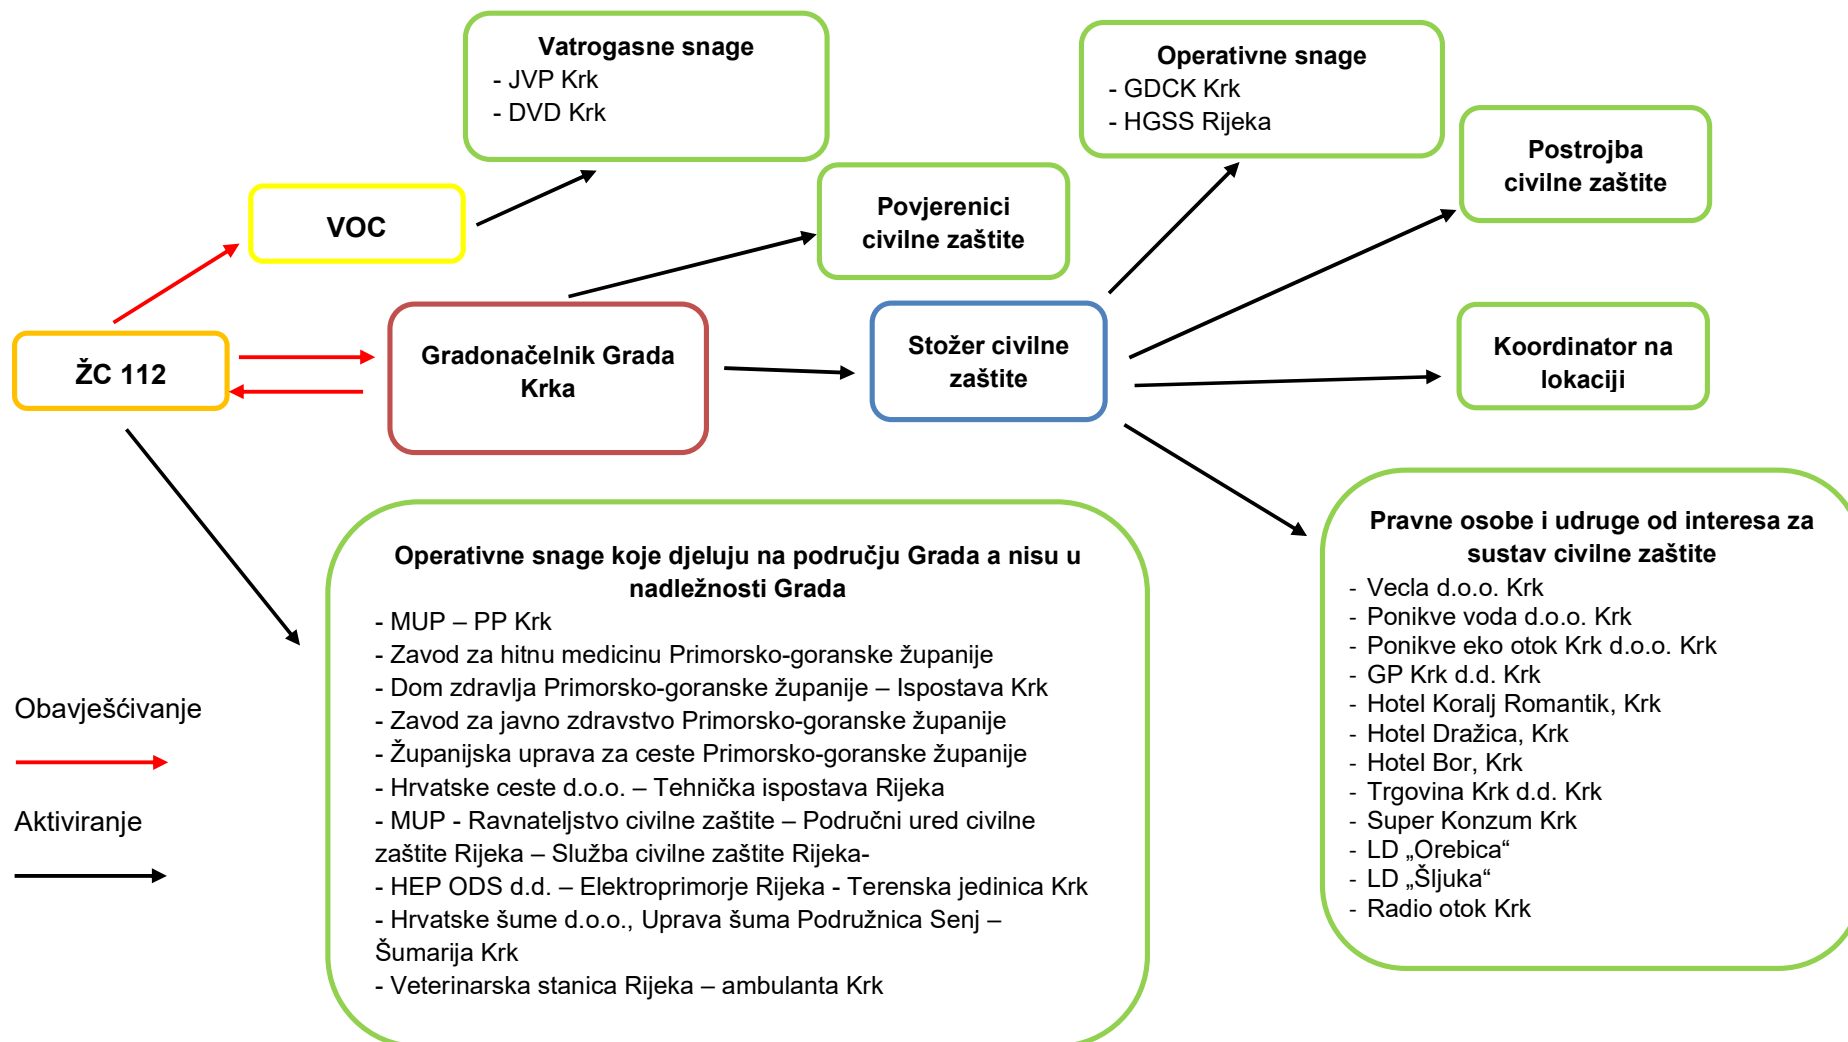 Vatrogasne snage
- JVP Krk
- DVD Krk
Operativne snage
- GDCK Krk
- HGSS Rijeka
Postrojba
civilne zaštite
Povjerenici
civilne zaštite
VOC
ŽC 112
Gradonačelnik Grada
Krka
Stožer civilne
zaštite
Koordinator na
lokaciji
Operativne snage koje djeluju na području Grada a nisu u
nadležnosti Grada
- MUP – PP Krk
- Zavod za hitnu medicinu Primorsko-goranske županije
- Dom zdravlja Primorsko-goranske županije – Ispostava Krk
- Zavod za javno zdravstvo Primorsko-goranske županije
- Županijska uprava za ceste Primorsko-goranske županije
- Hrvatske ceste d.o.o. – Tehnička ispostava Rijeka
- MUP - Ravnateljstvo civilne zaštite – Područni ured civilne
zaštite Rijeka – Služba civilne zaštite Rijeka-
- HEP ODS d.d. – Elektroprimorje Rijeka - Terenska jedinica Krk
- Hrvatske šume d.o.o., Uprava šuma Podružnica Senj –
Šumarija Krk
- Veterinarska stanica Rijeka – ambulanta Krk
Pravne osobe i udruge od interesa za
sustav civilne zaštite
- Vecla d.o.o. Krk
- Ponikve voda d.o.o. Krk
- Ponikve eko otok Krk d.o.o. Krk
- GP Krk d.d. Krk
- Hotel Koralj Romantik, Krk
- Hotel Dražica, Krk
- Hotel Bor, Krk
- Trgovina Krk d.d. Krk
- Super Konzum Krk
- LD „Orebica“
- LD „Šljuka“
- Radio otok Krk
Obavješćivanje
Aktiviranje